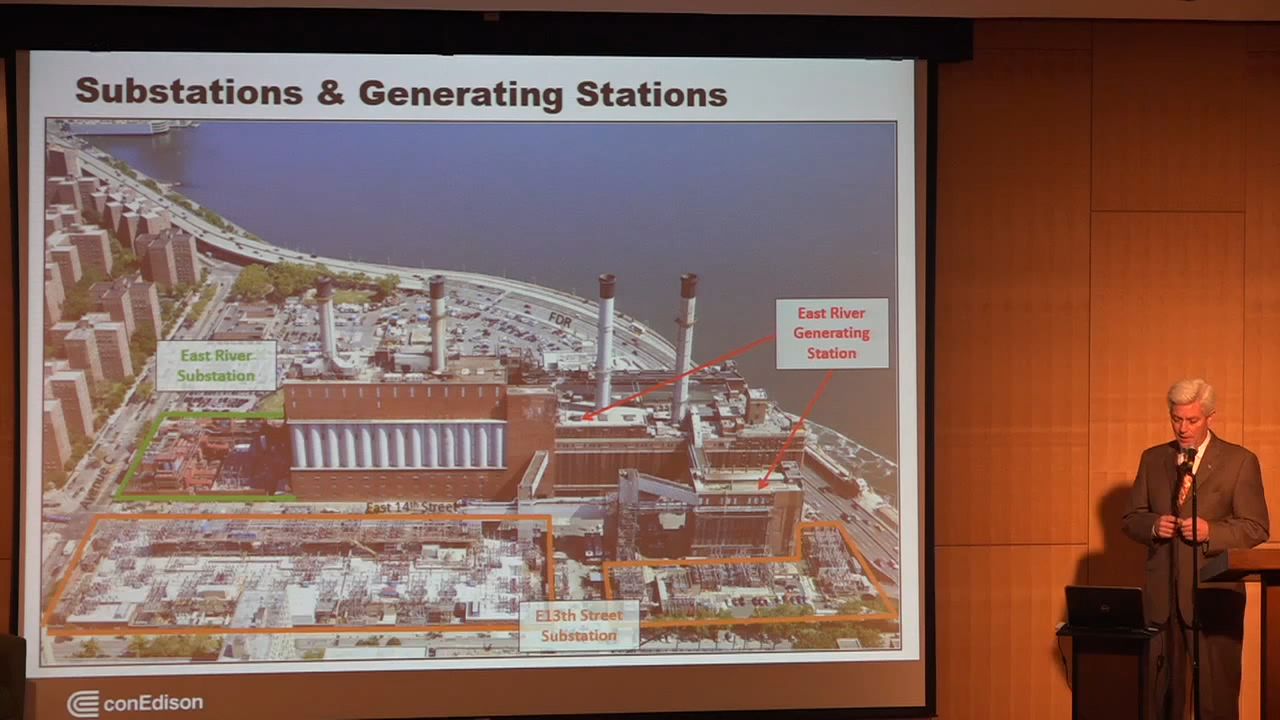 Substations & Generating Stations
FDR
East River
Generating
Station
East River
Substation
East 14th Street
E13th Street
Substation
conEdison